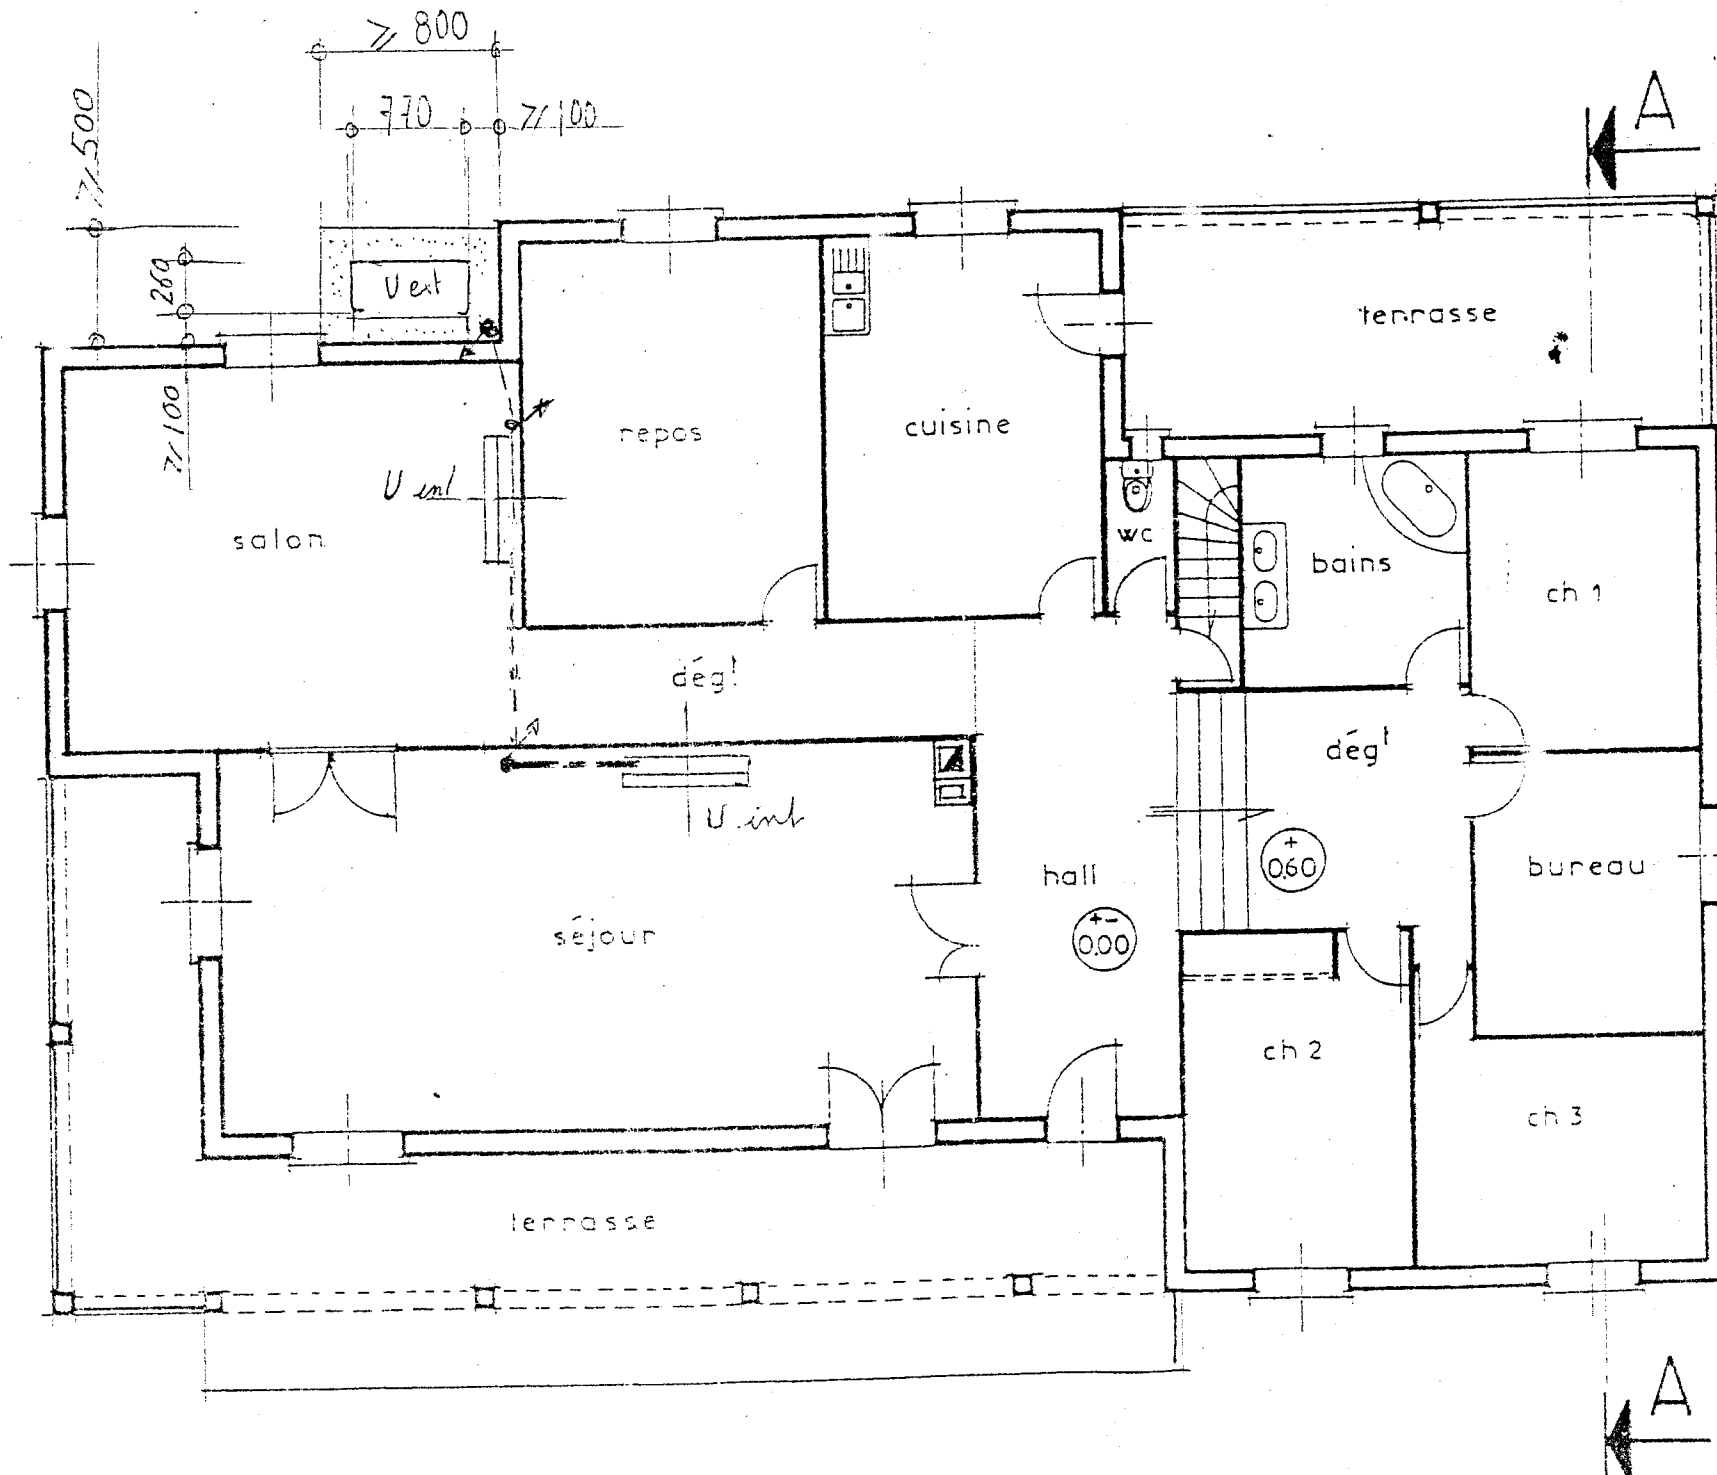 ⩾ 800
770
⩾ 100
⩾ 500
A
260
U ext
terrasse
⩾ 100
repos
cuisine
U int
salon
wc
bains
ch 1
dég!
dég!
U int
+
0.60
bureau
hall
séjour
+-
0.00
ch 2
ch 3
terrasse
A